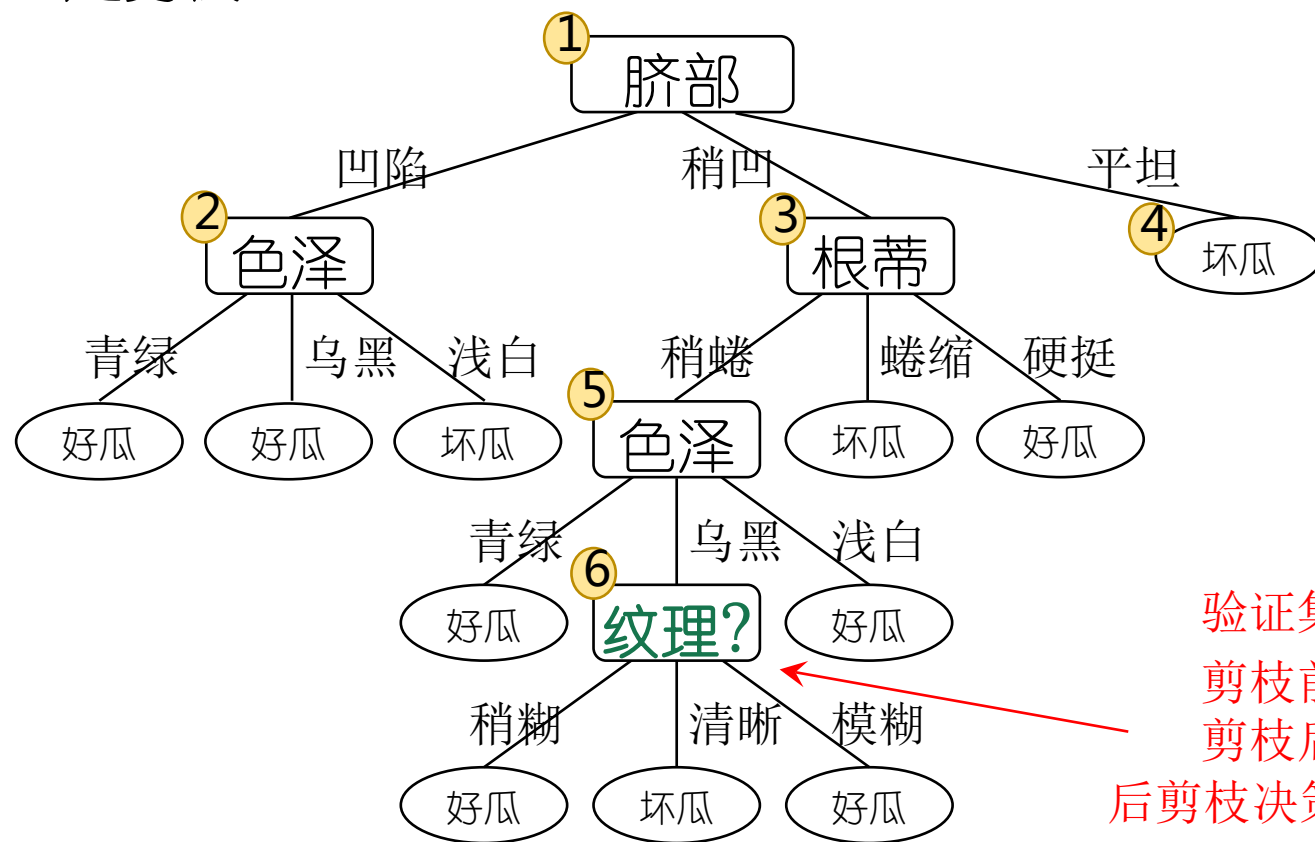 1
脐部
凹陷
稍凹
平坦
2
色泽
3
根蒂
4
坏瓜
青绿
乌黑
浅白
稍蜷
蜷缩
硬挺
好瓜
好瓜
坏瓜
5
色泽
坏瓜
好瓜
青绿
乌黑
浅白
好瓜
6
纹理?
好瓜
验证集
剪枝前
剪枝后
后剪枝决策
稍糊
清晰
模糊
好瓜
坏瓜
好瓜